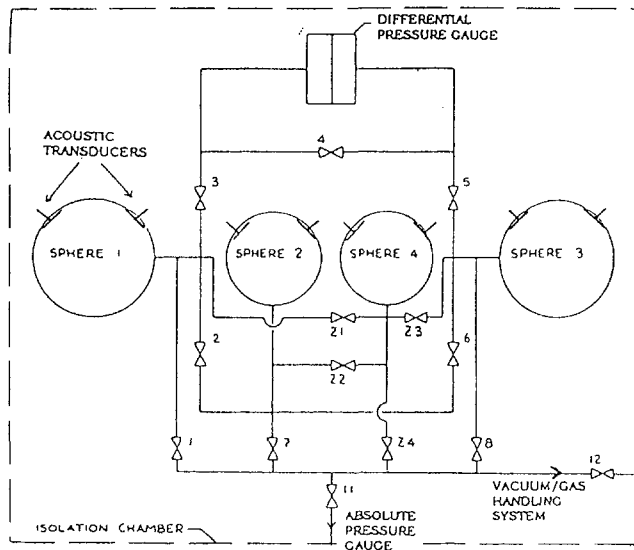 DIFFERENTIAL
PRESSURE GAUGE
ACOUSTIC
TRANSDUCERS
4
3
5
SPHERE 1
SPHERE 2
SPHERE 4
SPHERE 3
21
23
2
6
22
1
7
24
8
12
11
VACUUM/GAS
HANDLING
SYSTEM
ABSOLUTE
PRESSURE
GAUGE
ISOLATION CHAMBER